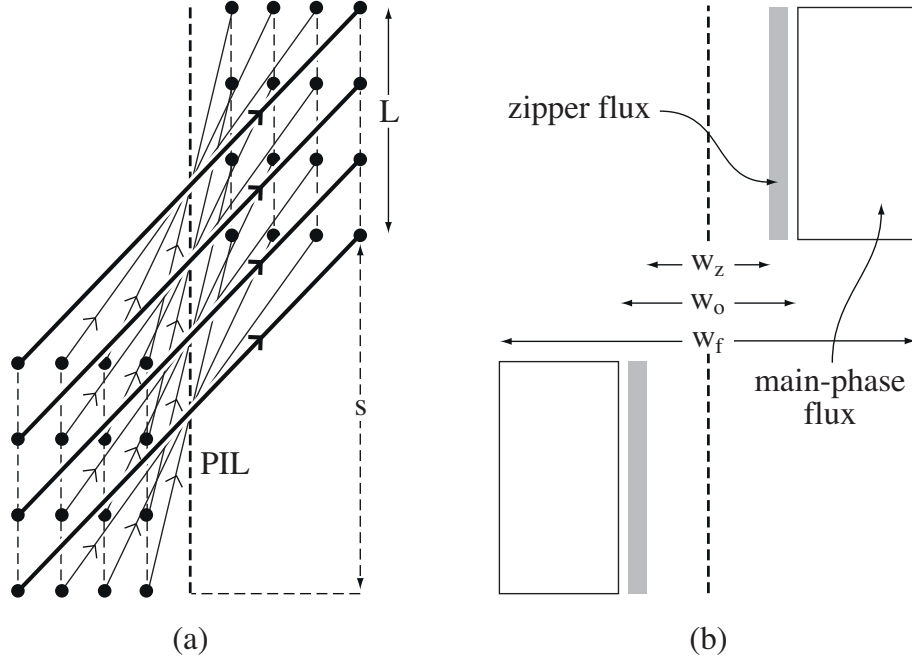 L
s
PIL
(a)
zipper flux
w_z
w_o
w_f
main-phase
flux
(b)